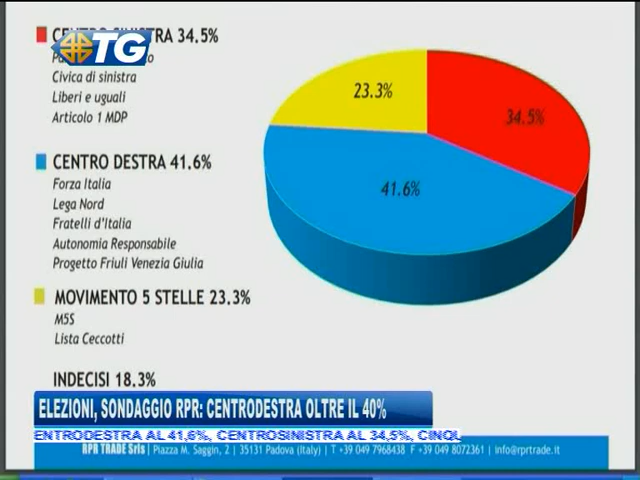 TG
34.5%
Civica di sinistra
Liberi e uguali
Articolo 1 MDP
CENTRO DESTRA 41.6%
Forza Italia
Lega Nord
Fratelli d'Italia
Autonomia Responsabile
Progetto Friuli Venezia Giulia
MOVIMENTO 5 STELLE 23.3%
M5S
Lista Ceccotti
INDECISI 18.3%
23.3%
34.5%
41.6%
ELEZIONI, SONDAGGIO RPR: CENTRODESTRA OLTRE IL 40%
ENTRODESTRA AL 41,6%, CENTROSINISTRA AL 34,5%, CINQU
RPR TRADE Srls | Piazza M. Saggin, 2 | 35131 Padova (Italy) | T +39 049 7968438 | F +39 049 8072361 | info@rprtrade.it